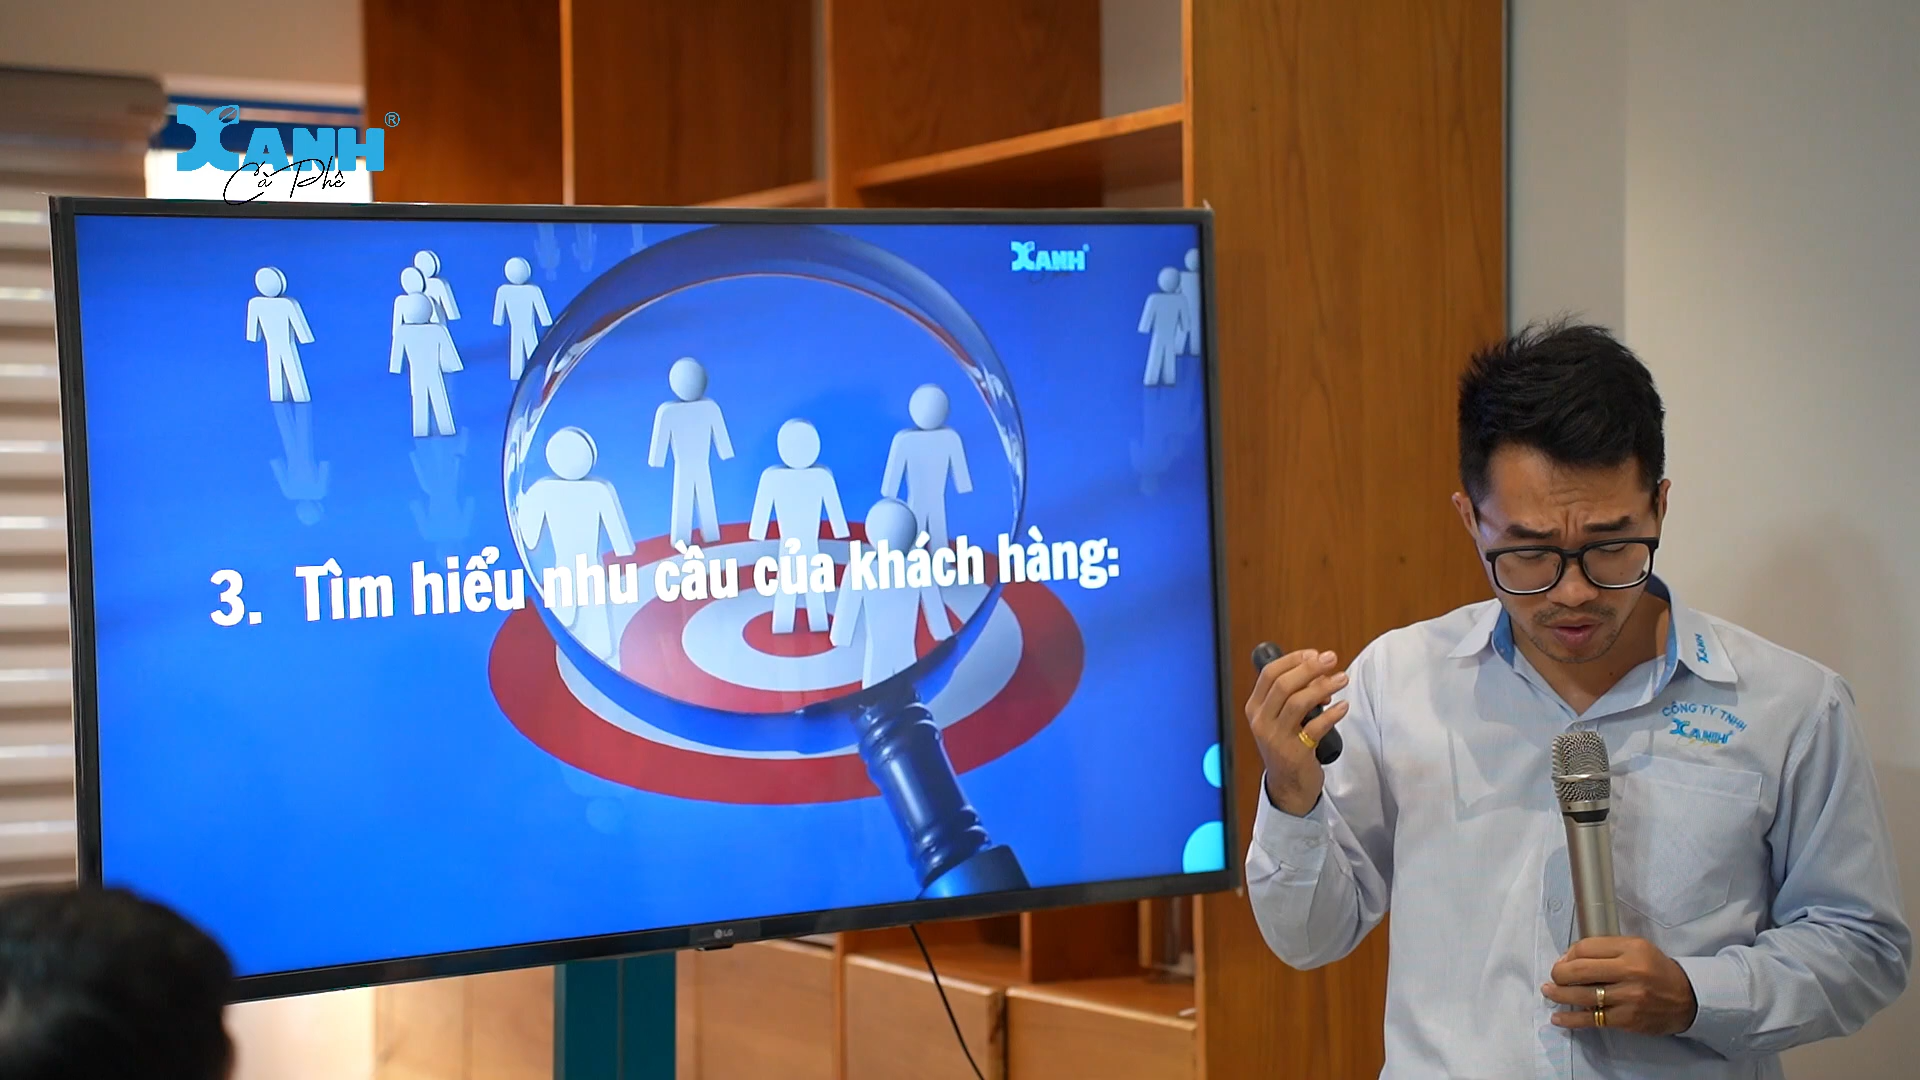 XANH®
Cà Phê
XANH®
3. Tìm hiểu nhu cầu của khách hàng:
LG
XANH
CÔNG TY TNHH
XANH®